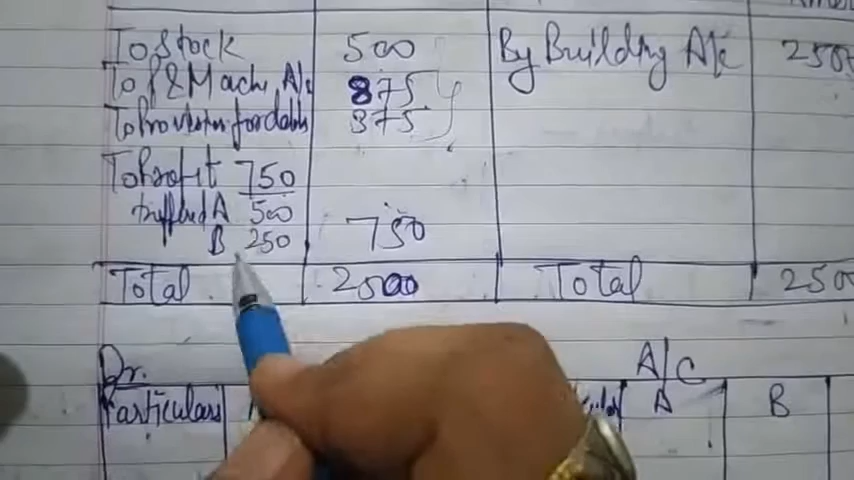 To Stock 500 By Building A/c 2500
To P & Mach. A/c 875
To Provision for debts 375
To Profit 750
A 500
B 250 750
Total 2500 Total 2500
Dr. A/C
Particulars A B